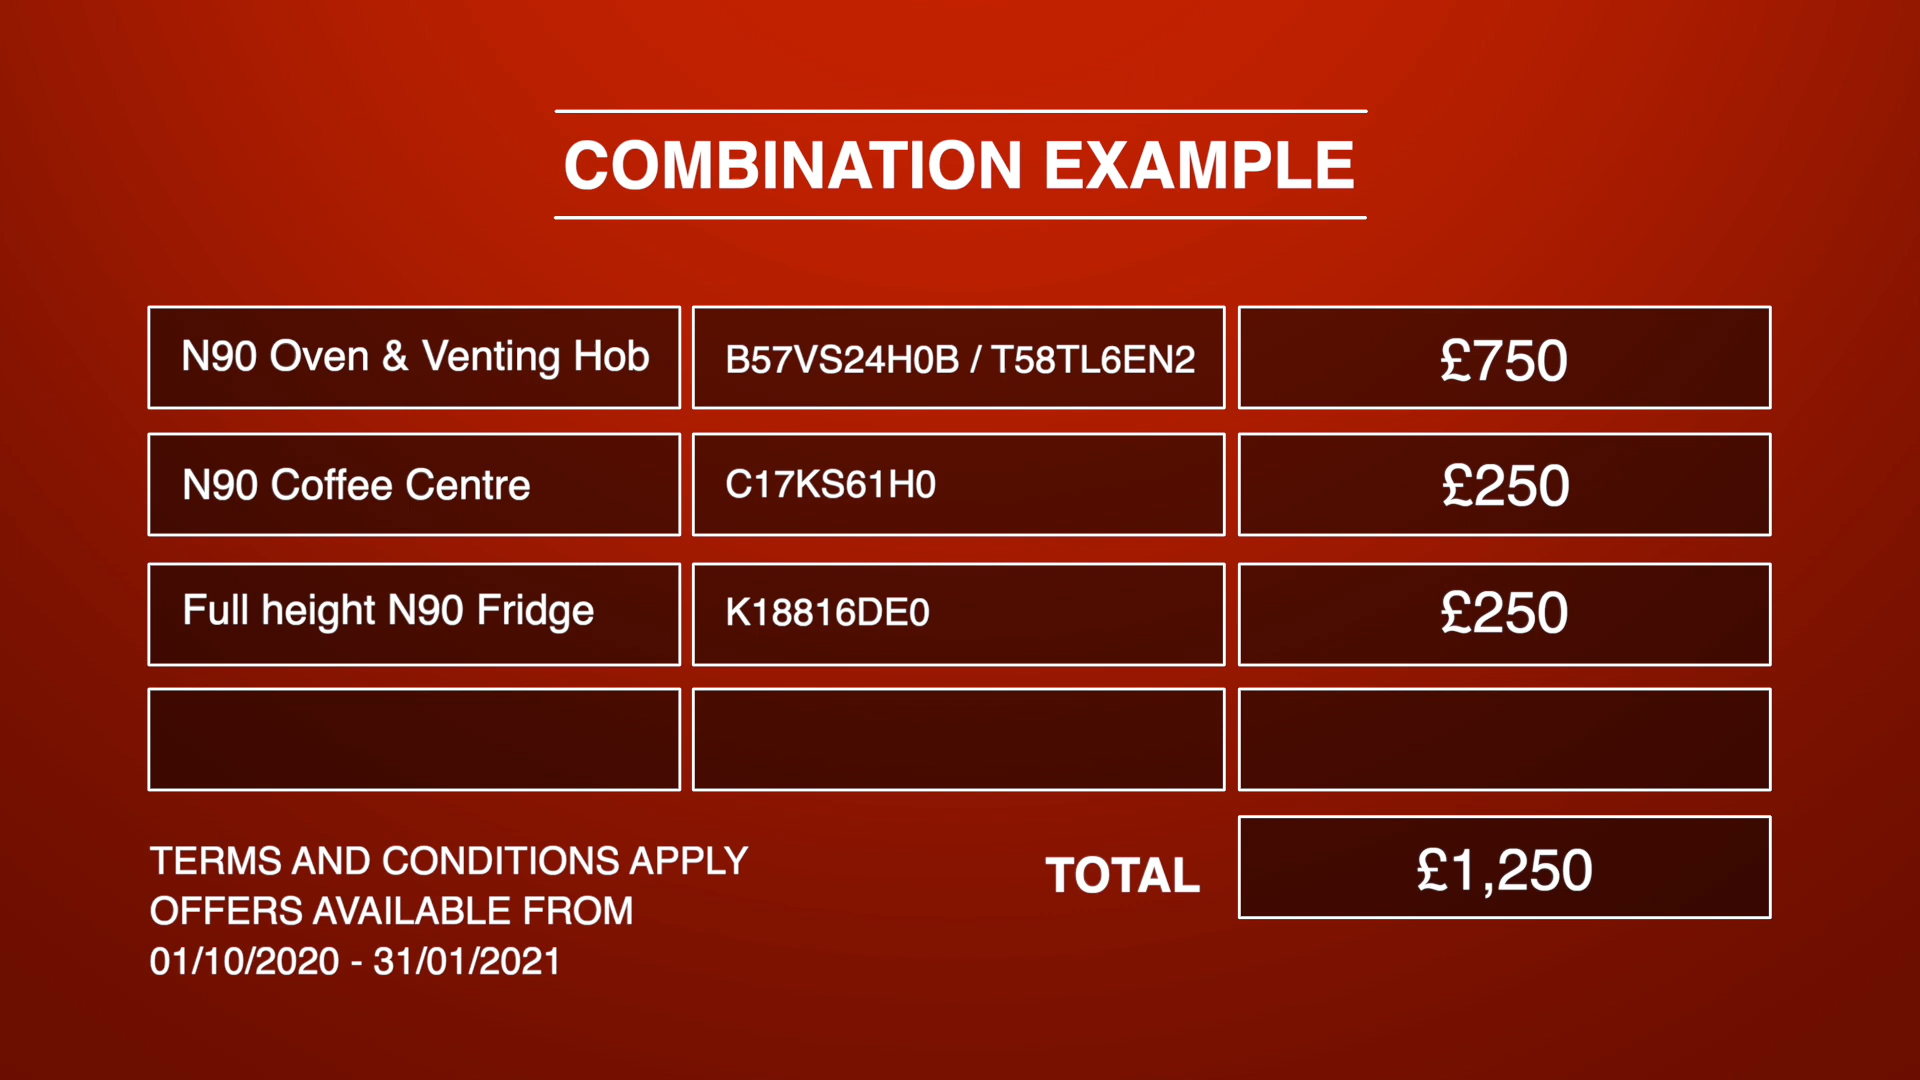 COMBINATION EXAMPLE
N90 Oven & Venting Hob B57VS24H0B / T58TL6EN2 £750
N90 Coffee Centre C17KS61H0 £250
Full height N90 Fridge K18816DE0 £250
TERMS AND CONDITIONS APPLY
OFFERS AVAILABLE FROM
01/10/2020 - 31/01/2021
TOTAL £1,250